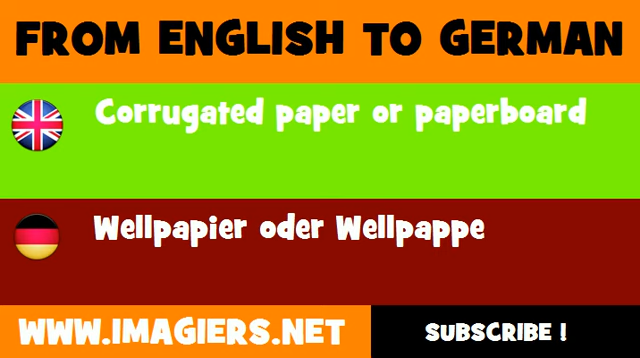 FROM ENGLISH TO GERMAN
Corrugated paper or paperboard
Wellpapier oder Wellpappe
WWW.IMAGIERS.NET
SUBSCRIBE !